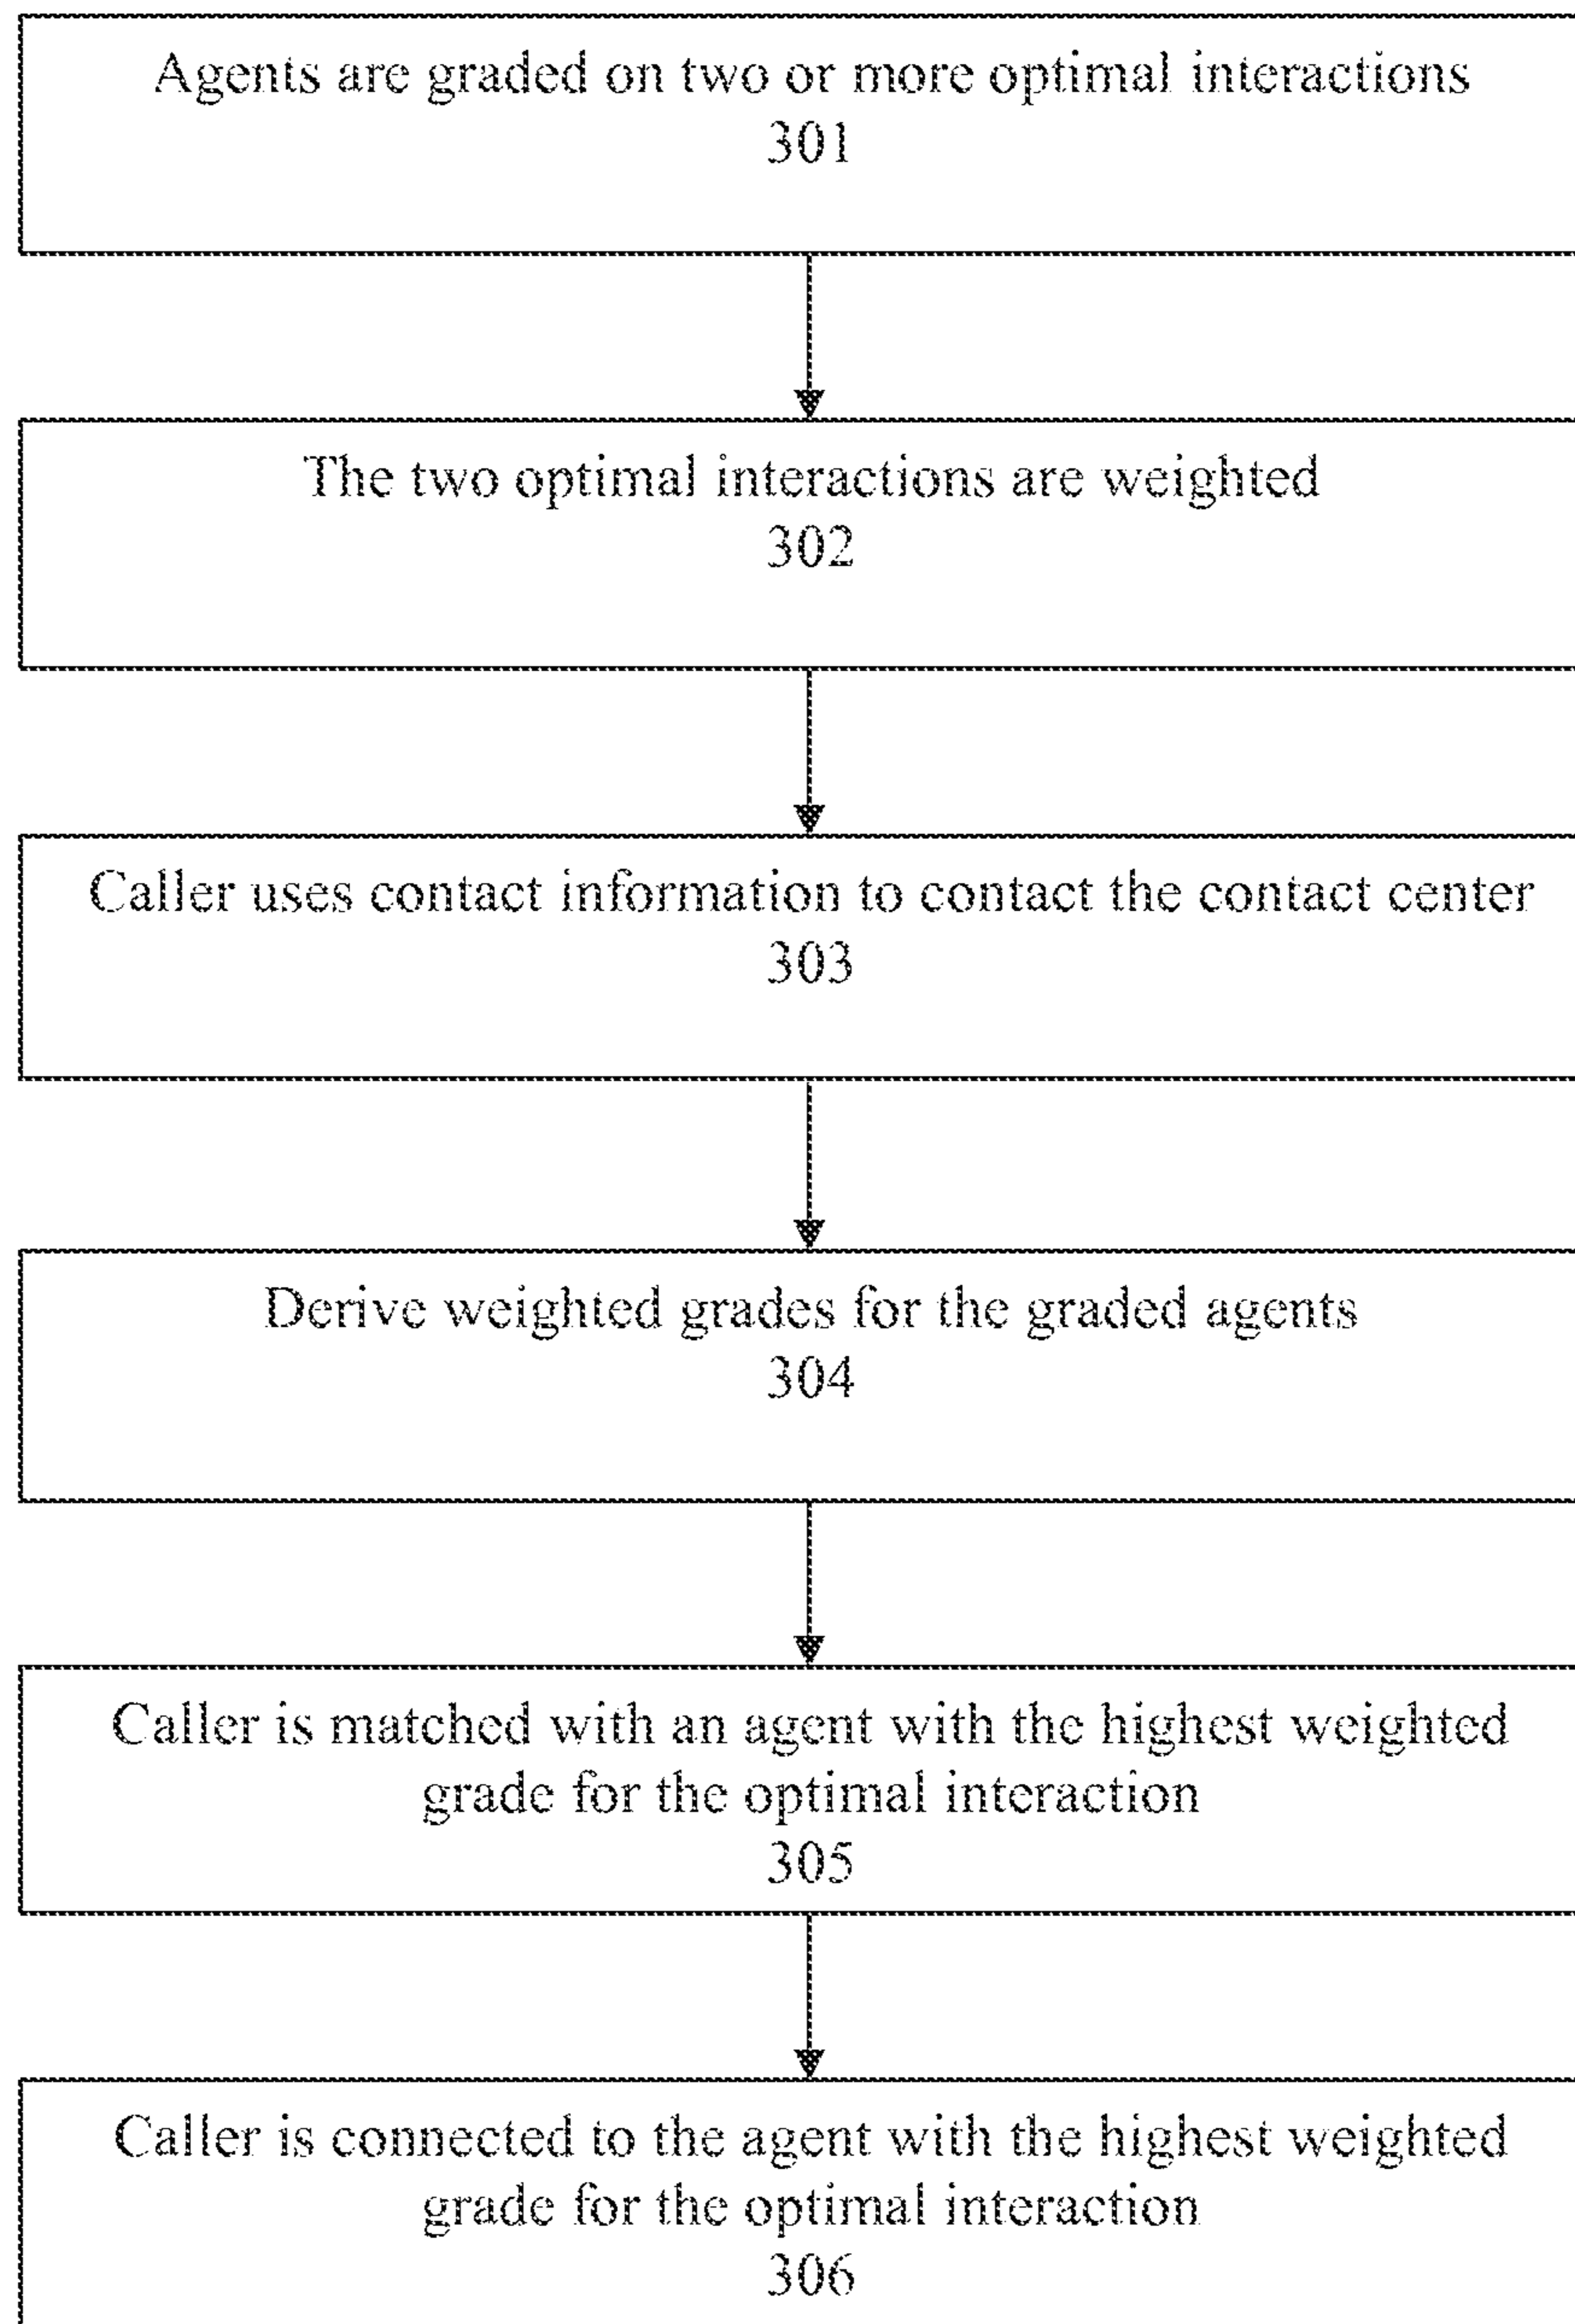 Agents are graded on two or more optimal interactions
301
The two optimal interactions are weighted
302
Caller uses contact information to contact the contact center
303
Derive weighted grades for the graded agents
304
Caller is matched with an agent with the highest weighted
grade for the optimal interaction
305
Caller is connected to the agent with the highest weighted
grade for the optimal interaction
306